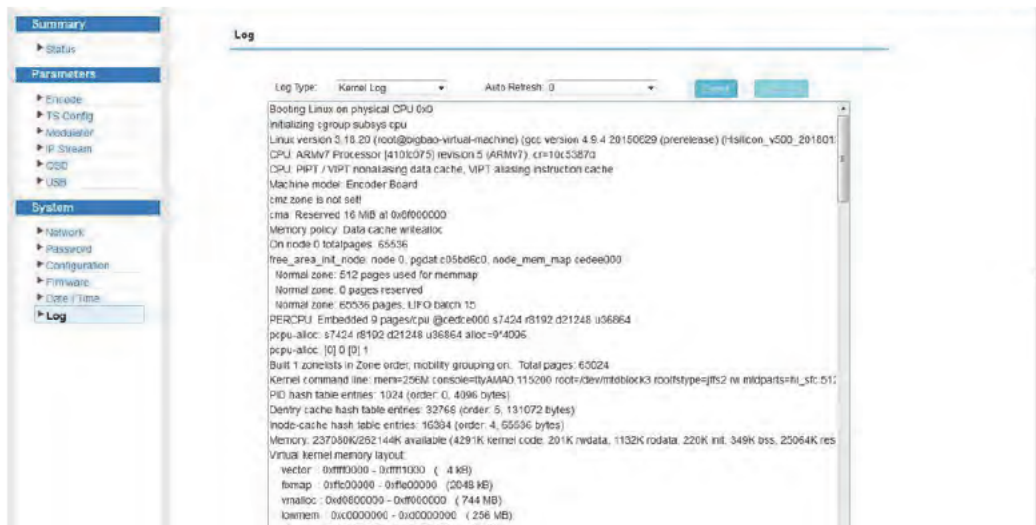 Summary
Status
Parameters
Encode
TS Config
Modulator
IP Stream
OSD
USB
System
Network
Password
Configuration
Firmware
Date / Time
Log
Log
Log Type: Kernel Log Auto Refresh: 0
Booting Linux on physical CPU 0x0
Initializing cgroup subsys cpu
Linux version 3.18.20 (root@bigbao-virtual-machine) (gcc version 4.9.4 20150629 (prerelease) (Hisilicon_v500_201801
CPU: ARMv7 Processor [410fc075] revision 5 (ARMv7), cr=10c5387d
CPU: PIPT / VIPT nonaliasing data cache, VIPT aliasing instruction cache
Machine model: Encoder Board
cmz zone is not set!
cma: Reserved 16 MiB at 0x6f000000
Memory policy: Data cache writealloc
On node 0 totalpages: 65536
free_area_init_node: node 0, pgdat c05bd6c0, node_mem_map cedee000
Normal zone: 512 pages used for memmap
Normal zone: 0 pages reserved
Normal zone: 65536 pages, LIFO batch:15
PERCPU: Embedded 9 pages/cpu @cedce000 s7424 r8192 d21248 u36864
pcpu-alloc: s7424 r8192 d21248 u36864 alloc=9*4096
pcpu-alloc: [0] 0 [0] 1
Built 1 zonelists in Zone order, mobility grouping on. Total pages: 65024
Kernel command line: mem=256M console=ttyAMA0,115200 root=/dev/mtdblock3 rootfstype=jffs2 rw mtdparts=hi_sfc:512
PID hash table entries: 1024 (order: 0, 4096 bytes)
Dentry cache hash table entries: 32768 (order: 5, 131072 bytes)
Inode-cache hash table entries: 16384 (order: 4, 65536 bytes)
Memory: 237080K/262144K available (4291K kernel code, 201K rwdata, 1132K rodata, 220K init, 349K bss, 25064K res
Virtual kernel memory layout:
vector : 0xffff0000 - 0xffff1000 ( 4 kB)
fixmap : 0xffc00000 - 0xffe00000 (2048 kB)
vmalloc : 0xd0800000 - 0xff000000 ( 744 MB)
lowmem : 0xc0000000 - 0xd0000000 ( 256 MB)